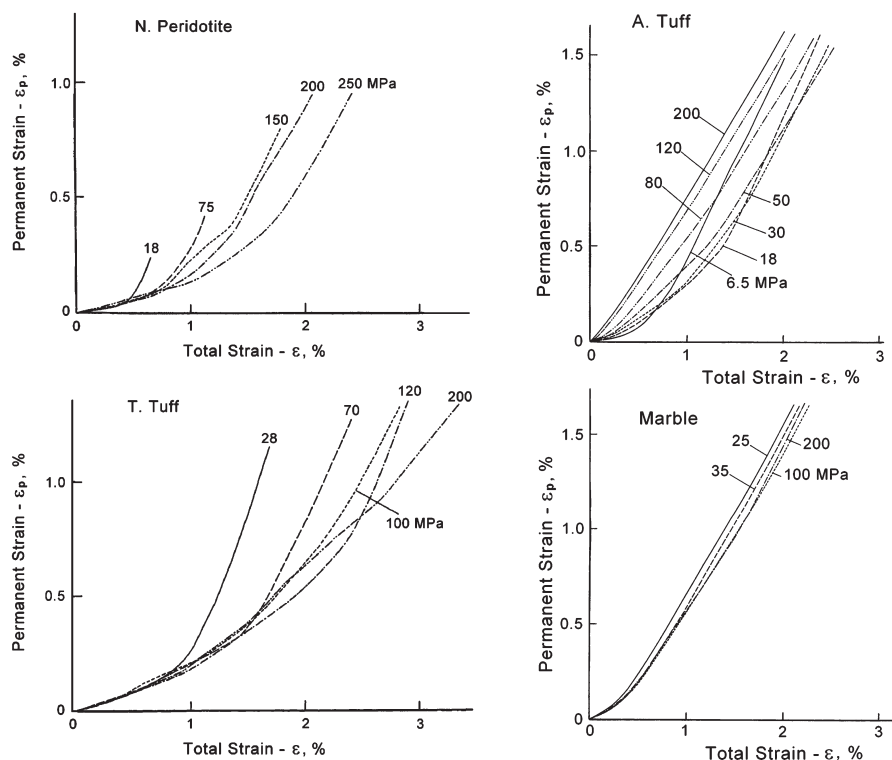 N. Peridotite
Permanent Strain - εp, %
1.0
0.5
0
18
75
150
200
250 MPa
0 1 2 3
Total Strain - ε, %
A. Tuff
Permanent Strain - εp, %
1.5
1.0
0.5
0
200
120
80
50
30
18
6.5 MPa
0 1 2 3
Total Strain - ε, %
T. Tuff
Permanent Strain - εp, %
1.0
0.5
0
28
70
120
200
100 MPa
0 1 2 3
Total Strain - ε, %
Marble
Permanent Strain - εp, %
1.5
1.0
0.5
0
25
35
200
100 MPa
0 1 2 3
Total Strain - ε, %